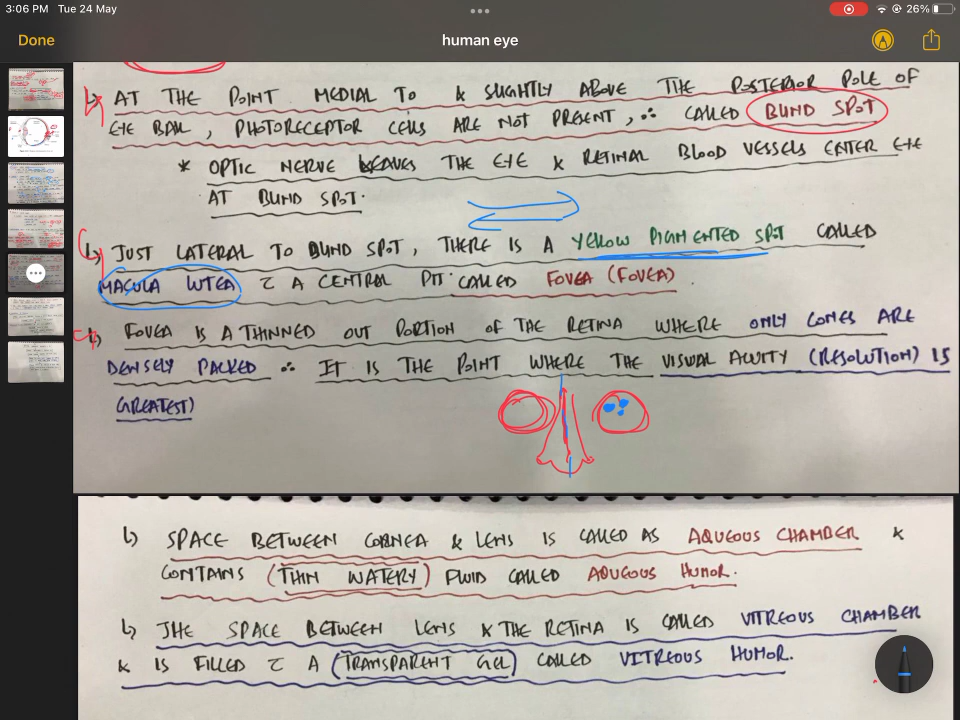 3:06 PM Tue 24 May
26%
Done
human eye
↳ AT THE POINT MEDIAL TO & SLIGHTLY ABOVE THE POSTERIOR POLE OF
EYE BALL, PHOTORECEPTOR CELLS ARE NOT PRESENT, ∴ CALLED BLIND SPOT
* OPTIC NERVE LEAVES THE EYE & RETINAL BLOOD VESSELS ENTER EYE
AT BLIND SPOT.
↳ JUST LATERAL TO BLIND SPOT, THERE IS A YELLOW PIGMENTED SPOT CALLED
MACULA LUTEA C A CENTRAL PIT CALLED FOVEA (FOVEA).
↳ FOVEA IS A THINNED OUT PORTION OF THE RETINA WHERE ONLY CONES ARE
DENSELY PACKED ∴ IT IS THE POINT WHERE THE VISUAL ACUITY (RESOLUTION) IS
GREATEST)
↳ SPACE BETWEEN CORNEA & LENS IS CALLED AS AQUEOUS CHAMBER &
CONTAINS (THIN WATERY) FLUID CALLED AQUEOUS HUMOR.
↳ THE SPACE BETWEEN LENS & THE RETINA IS CALLED VITREOUS CHAMBER
& IS FILLED C A (TRANSPARENT GEL) CALLED VITREOUS HUMOR.